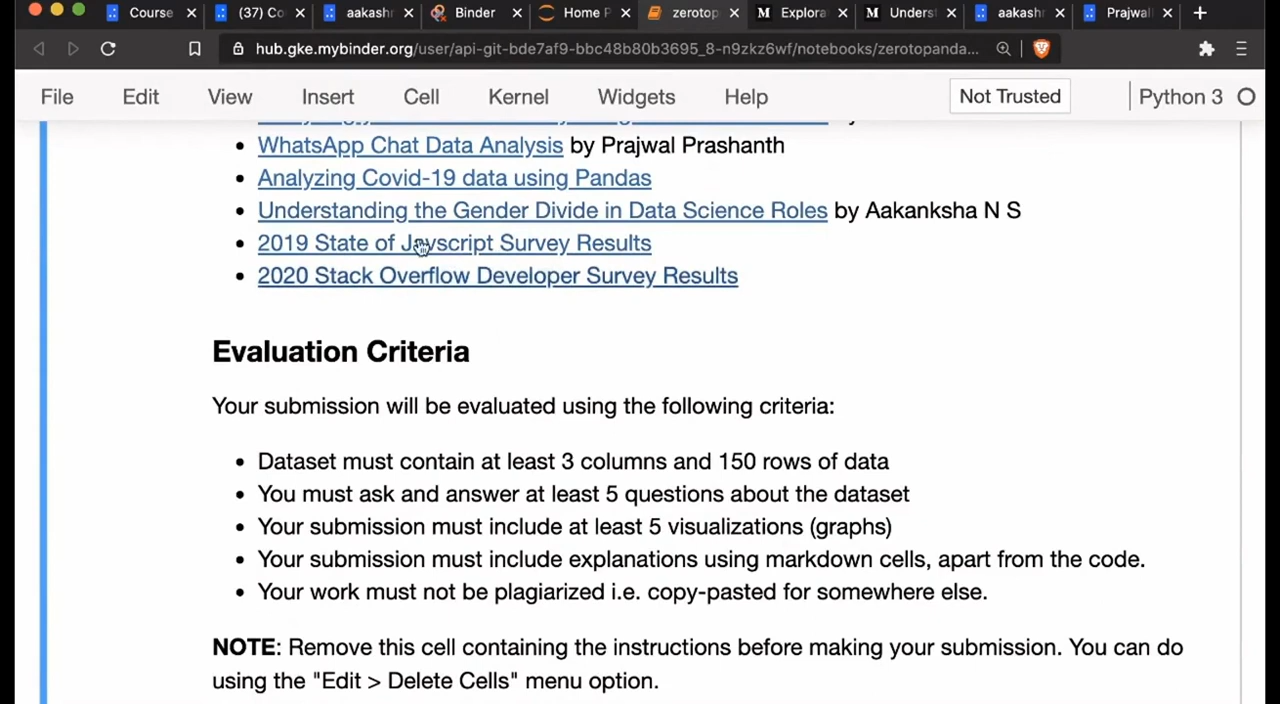 Course
(37) Co
aakash
Binder
Home P
zerotop
Explora
Underst
aakash
Prajwal
hub.gke.mybinder.org/user/api-git-bde7af9-bbc48b80b3695_8-n9zkz6wf/notebooks/zerotopanda...
File Edit View Insert Cell Kernel Widgets Help Not Trusted Python 3
• WhatsApp Chat Data Analysis by Prajwal Prashanth
• Analyzing Covid-19 data using Pandas
• Understanding the Gender Divide in Data Science Roles by Aakanksha N S
• 2019 State of Javscript Survey Results
• 2020 Stack Overflow Developer Survey Results
Evaluation Criteria
Your submission will be evaluated using the following criteria:
• Dataset must contain at least 3 columns and 150 rows of data
• You must ask and answer at least 5 questions about the dataset
• Your submission must include at least 5 visualizations (graphs)
• Your submission must include explanations using markdown cells, apart from the code.
• Your work must not be plagiarized i.e. copy-pasted for somewhere else.
NOTE: Remove this cell containing the instructions before making your submission. You can do
using the "Edit > Delete Cells" menu option.